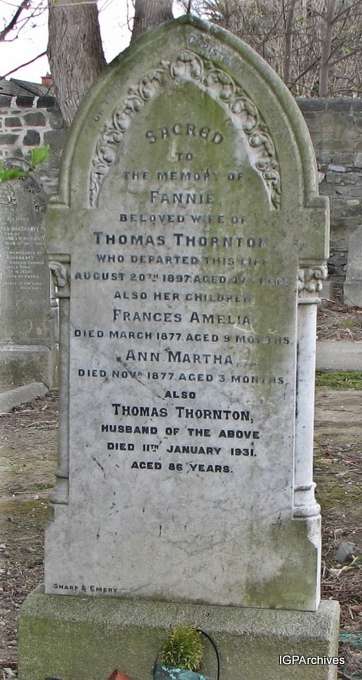 SACRED
TO
THE MEMORY OF
FANNIE
BELOVED WIFE OF
THOMAS THORNTON
WHO DEPARTED THIS LIFE
AUGUST 20TH 1897. AGED
ALSO HER CHILDREN
FRANCES AMELIA
DIED MARCH 1877. AGED 9 MONTHS.
ANN MARTHA,
DIED NOVR 1877. AGED 3 MONTHS.
ALSO
THOMAS THORNTON,
HUSBAND OF THE ABOVE
DIED 11TH JANUARY 1931.
AGED 86 YEARS.
SHARP & EMERY
IGPArchives